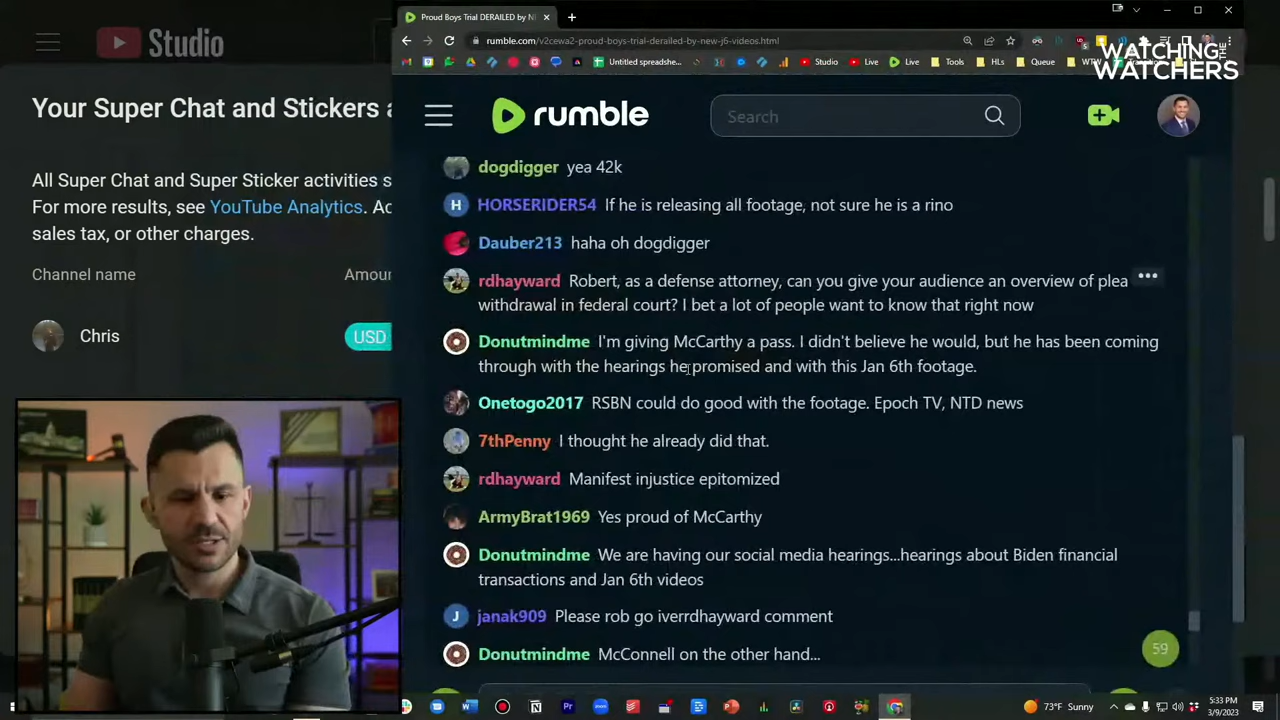 Proud Boys Trial DERAILED by N
rumble.com/v2cewa2-proud-boys-trial-derailed-by-new-j6-videos.html
WATCHING THE
WATCHERS
Untitled spreadshe...
Studio
Live
Live
Tools
HLs
Queue
WTW
Studio
rumble
Search
Your Super Chat and Stickers a
All Super Chat and Super Sticker activities s
For more results, see YouTube Analytics. Ac
sales tax, or other charges.
Channel name
Amoun
Chris
USD
dogdigger yea 42k
HORSERIDER54 If he is releasing all footage, not sure he is a rino
Dauber213 haha oh dogdigger
rdhayward Robert, as a defense attorney, can you give your audience an overview of plea
withdrawal in federal court? I bet a lot of people want to know that right now
Donutmindme I'm giving McCarthy a pass. I didn't believe he would, but he has been coming
through with the hearings he promised and with this Jan 6th footage.
Onetogo2017 RSBN could do good with the footage. Epoch TV, NTD news
7thPenny I thought he already did that.
rdhayward Manifest injustice epitomized
ArmyBrat1969 Yes proud of McCarthy
Donutmindme We are having our social media hearings...hearings about Biden financial
transactions and Jan 6th videos
J janak909 Please rob go iverrdhayward comment
Donutmindme McConnell on the other hand...
59
73°F Sunny
5:33 PM
3/9/2023